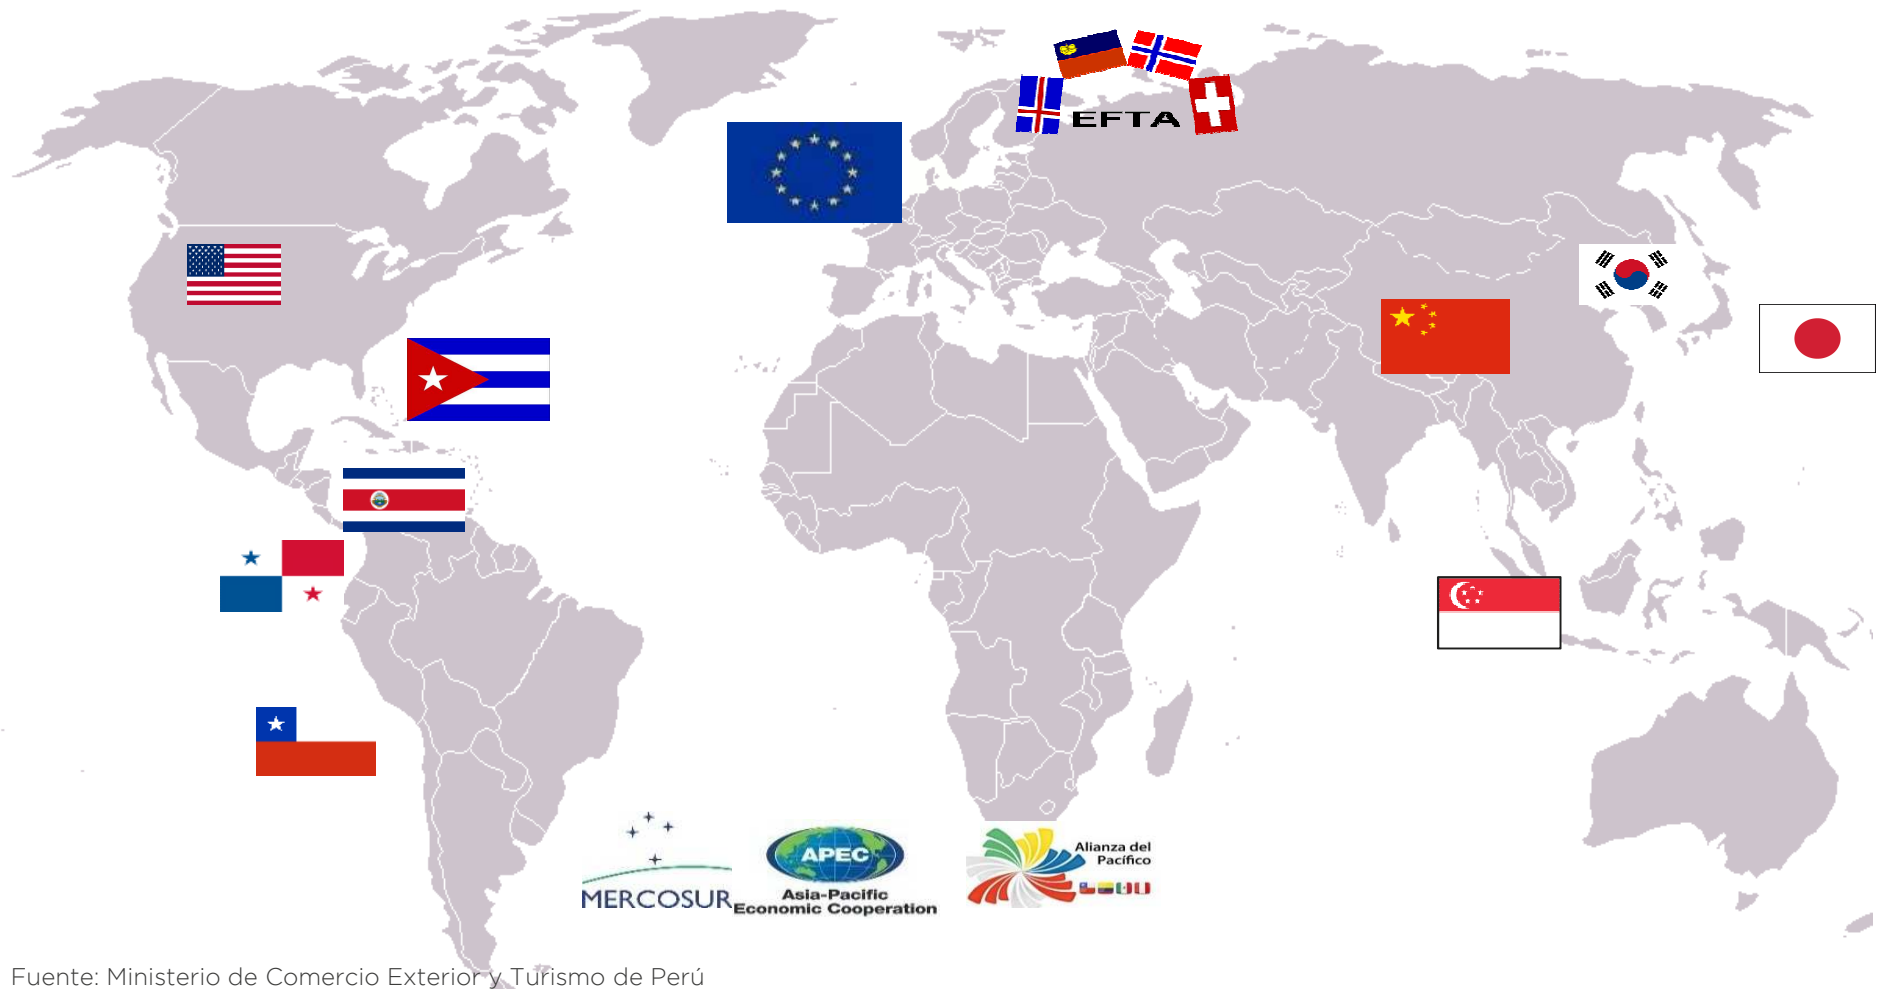 EFTA
MERCOSUR
APEC
Asia-Pacific
Economic Cooperation
Alianza del
Pacífico
Fuente: Ministerio de Comercio Exterior y Turismo de Perú